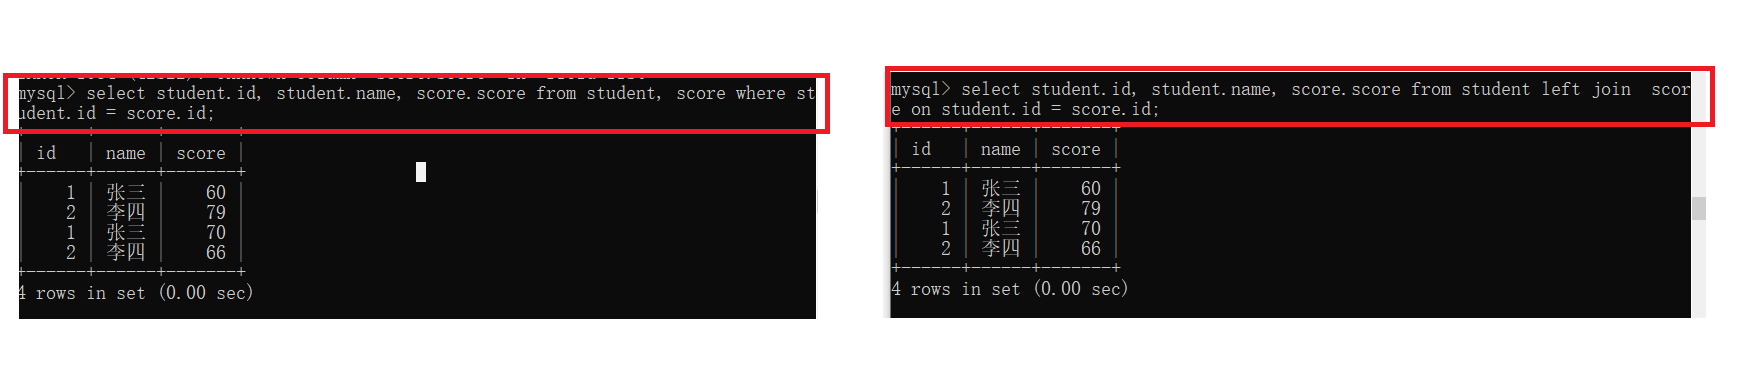 mysql> select student.id, student.name, score.score from student, score where st
udent.id = score.id;
| id | name | score |
| 1 | 张三 | 60 |
| 2 | 李四 | 79 |
| 1 | 张三 | 70 |
| 2 | 李四 | 66 |
4 rows in set (0.00 sec)
mysql> select student.id, student.name, score.score from student left join  scor
e on student.id = score.id;
| id | name | score |
| 1 | 张三 | 60 |
| 2 | 李四 | 79 |
| 1 | 张三 | 70 |
| 2 | 李四 | 66 |
4 rows in set (0.00 sec)